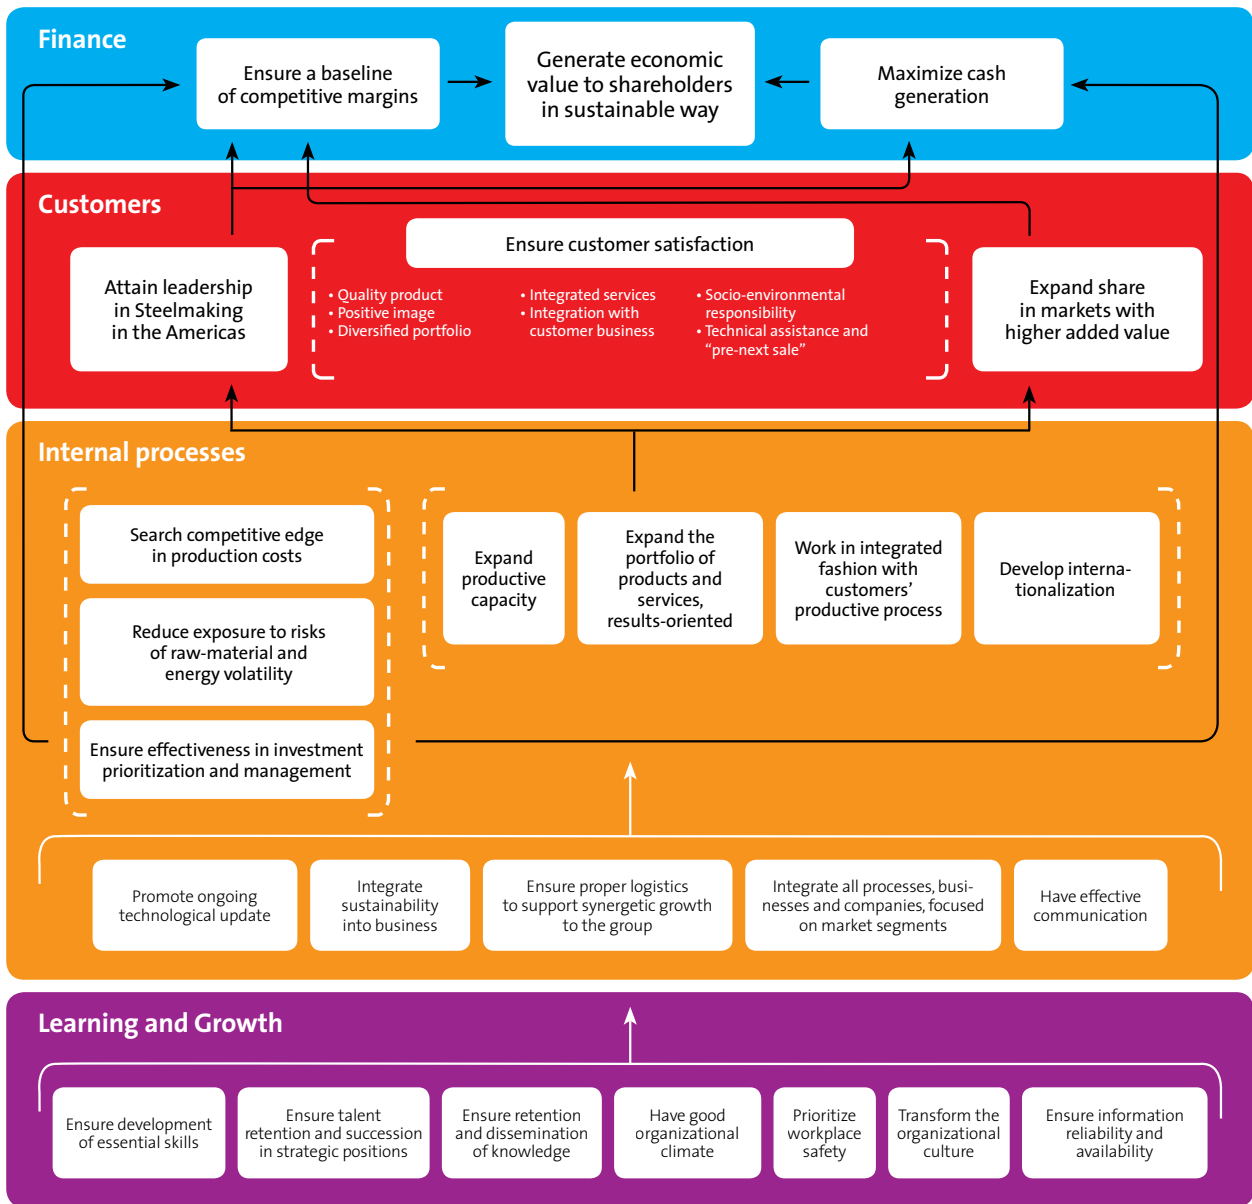 Finance
Ensure a baseline
of competitive margins
Generate economic
value to shareholders
in sustainable way
Maximize cash
generation
Customers
Attain leadership
in Steelmaking
in the Americas
Ensure customer satisfaction
• Quality product
• Positive image
• Diversified portfolio
• Integrated services
• Integration with
customer business
• Socio-environmental
responsibility
• Technical assistance and
“pre-next sale”
Expand share
in markets with
higher added value
Internal processes
Search competitive edge
in production costs
Reduce exposure to risks
of raw-material and
energy volatility
Ensure effectiveness in investment
prioritization and management
Expand
productive
capacity
Expand the
portfolio of
products and
services,
results-oriented
Work in integrated
fashion with
customers’
productive process
Develop interna-
tionalization
Promote ongoing
technological update
Integrate
sustainability
into business
Ensure proper logistics
to support synergetic growth
to the group
Integrate all processes, busi-
nesses and companies, focused
on market segments
Have effective
communication
Learning and Growth
Ensure development
of essential skills
Ensure talent
retention and succession
in strategic positions
Ensure retention
and dissemination
of knowledge
Have good
organizational
climate
Prioritize
workplace
safety
Transform the
organizational
culture
Ensure information
reliability and
availability